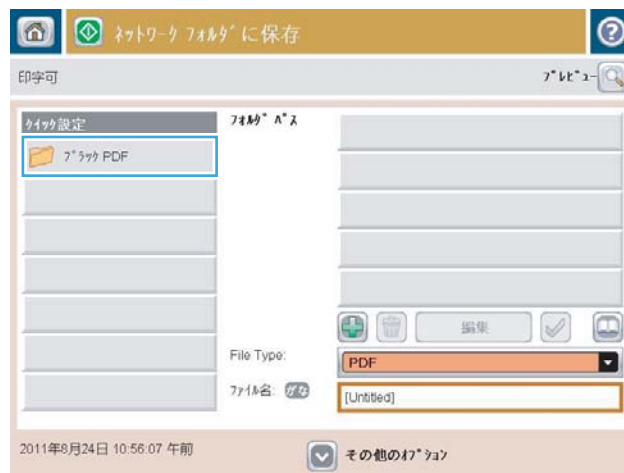 ﾈｯﾄﾜｰｸ ﾌｫﾙﾀﾞに保存
印字可
ﾌﾟﾚﾋﾞｭｰ
ｸｲｯｸ設定
ﾌﾞﾗｯｸ PDF
ﾌｫﾙﾀﾞ ﾊﾟｽ
編集
File Type:
PDF
ﾌｧｲﾙ名: がな
[Untitled]
2011年8月24日 10:56:07 午前
その他のｵﾌﾟｼｮﾝ